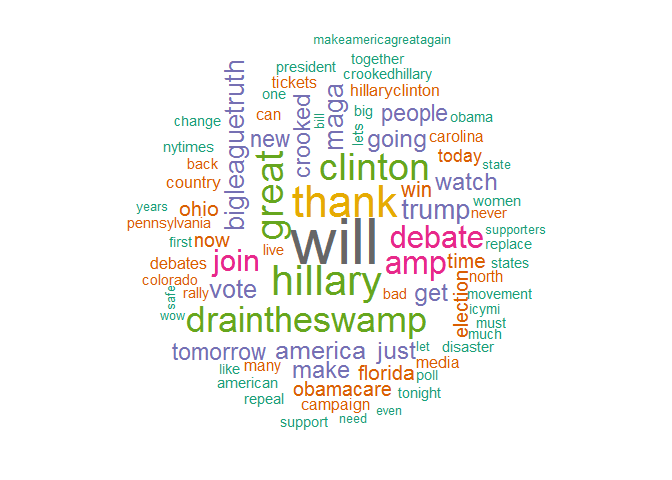 makeamericagreatagain
together
president
crookedhillary
tickets
hillaryclinton
one
bigleaguetruth
crooked
maga
can
bill
big
people
obama
change
new
lets
going
carolina
nytimes
great
clinton
today
state
back
country
thank
win
watch
women
years
ohio
trump
never
pennsylvania
will
supporters
first
now
live
debate
replace
debates
join
amp
time
states
colorado
hillary
north
safe
rally
vote
bad
get
election
movement
wow
draintheswamp
icymi
must
much
tomorrow
america
just
let
disaster
like
many
make
florida
media
american
obamacare
poll
repeal
campaign
tonight
support
need
even